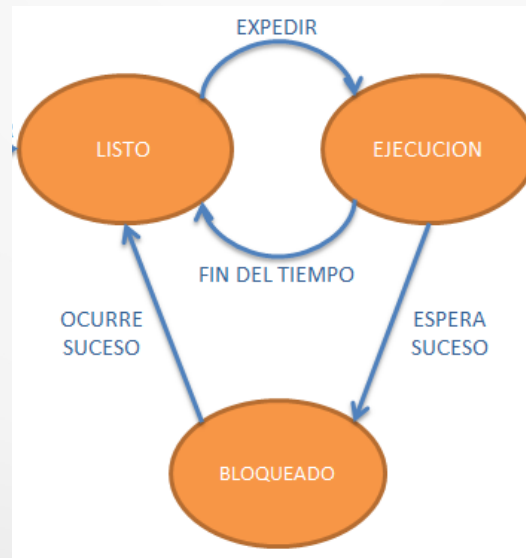 EXPEDIR
LISTO
EJECUCION
FIN DEL TIEMPO
OCURRE
SUCESO
ESPERA
SUCESO
BLOQUEADO